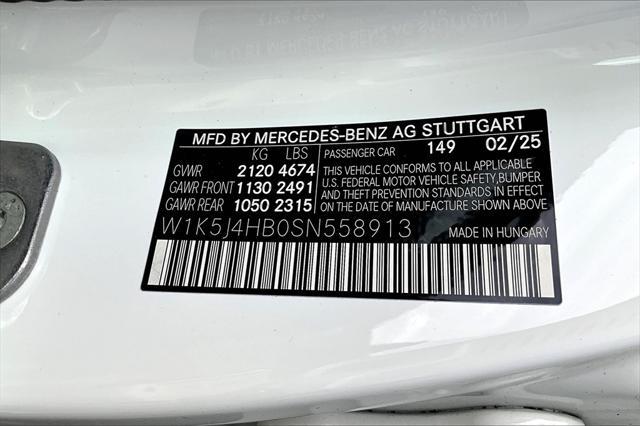 MFD BY MERCEDES-BENZ AG STUTTGART
KG LBS PASSENGER CAR 149 02/25
GVWR 2120 4674
GAWR FRONT 1130 2491
GAWR REAR 1050 2315
THIS VEHICLE CONFORMS TO ALL APPLICABLE
U.S. FEDERAL MOTOR VEHICLE SAFETY, BUMPER
AND THEFT PREVENTION STANDARDS IN EFFECT
ON THE DATE OF MANUFACTURE SHOWN ABOVE
W1K5J4HB0SN558913 MADE IN HUNGARY